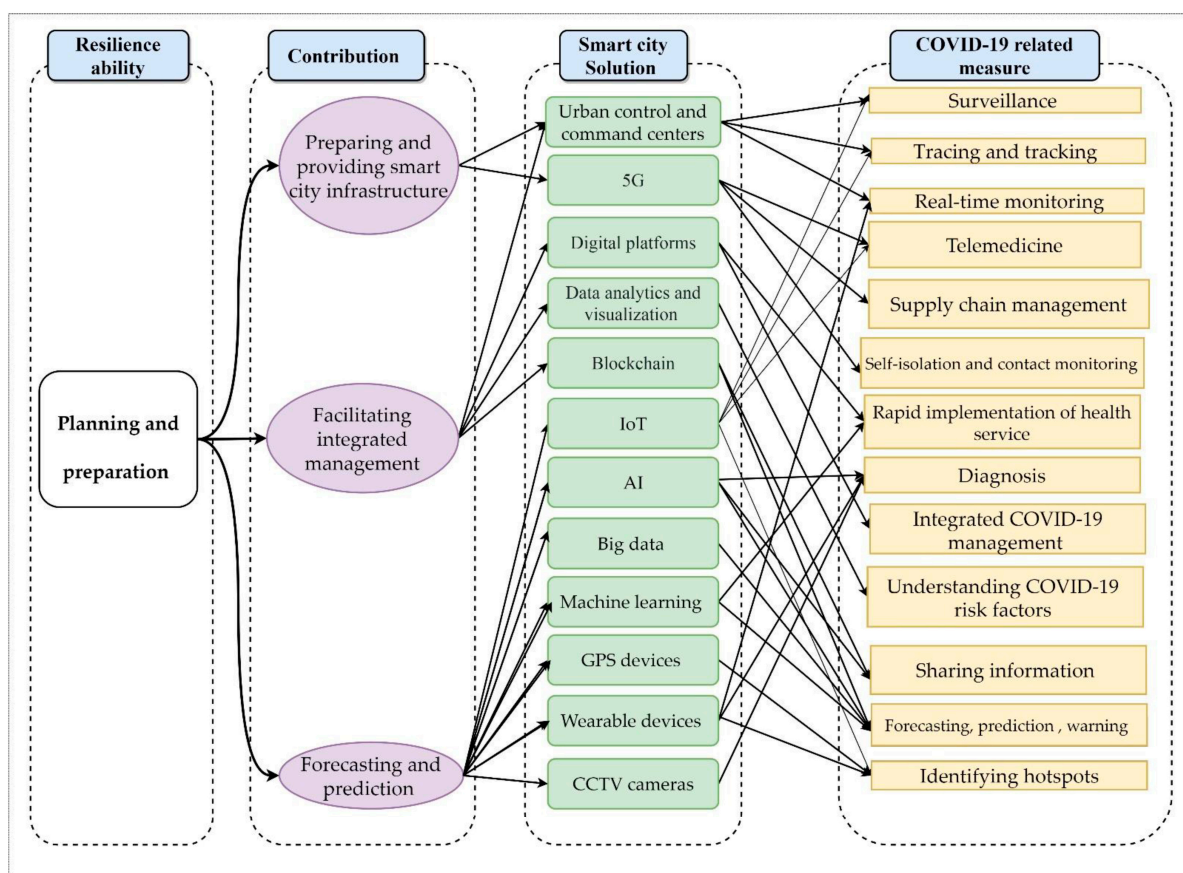 Resilience
ability
Contribution
Smart city
Solution
COVID-19 related
measure
Planning and
preparation
Preparing and
providing smart
city infrastructure
Facilitating
integrated
management
Forecasting and
prediction
Urban control and
command centers
5G
Digital platforms
Data analytics and
visualization
Blockchain
IoT
AI
Big data
Machine learning
GPS devices
Wearable devices
CCTV cameras
Surveillance
Tracing and tracking
Real-time monitoring
Telemedicine
Supply chain management
Self-isolation and contact monitoring
Rapid implementation of health
service
Diagnosis
Integrated COVID-19
management
Understanding COVID-19
risk factors
Sharing information
Forecasting, prediction , warning
Identifying hotspots